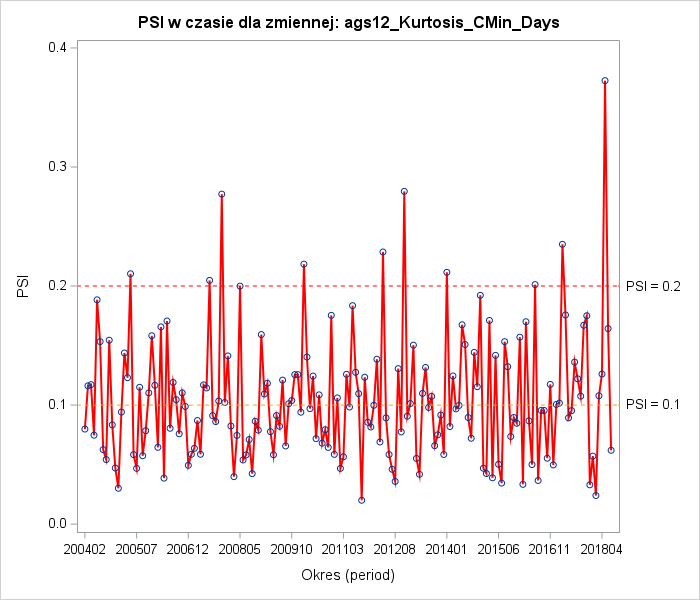 PSI w czasie dla zmiennej: ags12_Kurtosis_CMin_Days
0.4
0.3
0.2
0.1
0.0
PSI
PSI = 0.2
PSI = 0.1
200402 200507 200612 200805 200910 201103 201208 201401 201506 201611 201804
Okres (period)